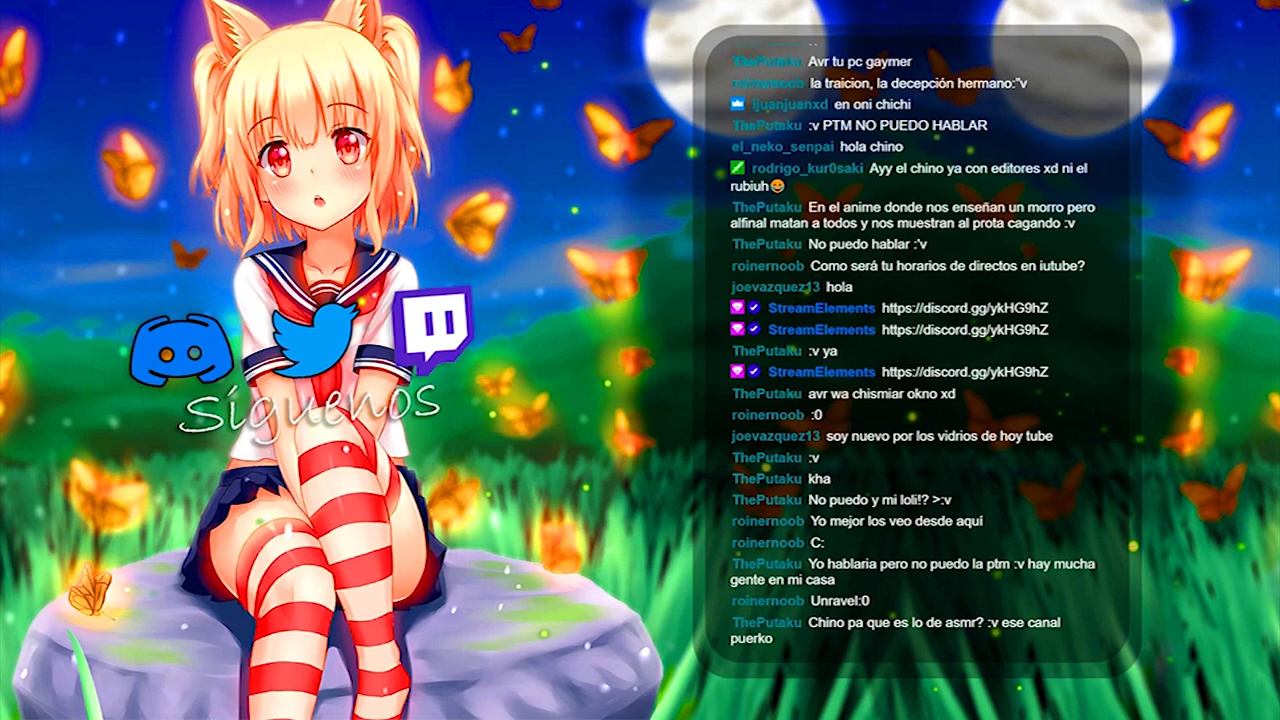 Síguenos
ThePutaku Avr tu pc gaymer
roinernoob la traicion, la decepción hermano:"v
ijuanjuanxd en oni chichi
ThePutaku :v PTM NO PUEDO HABLAR
el_neko_senpai hola chino
rodrigo_kur0saki Ayy el chino ya con editores xd ni el
rubiuh
ThePutaku En el anime donde nos enseñan un morro pero
alfinal matan a todos y nos muestran al prota cagando :v
ThePutaku No puedo hablar :'v
roinernoob Como será tu horarios de directos en iutube?
joevazquez13 hola
StreamElements https://discord.gg/ykHG9hZ
StreamElements https://discord.gg/ykHG9hZ
ThePutaku :v ya
StreamElements https://discord.gg/ykHG9hZ
ThePutaku avr wa chismiar okno xd
roinernoob :0
joevazquez13 soy nuevo por los vidrios de hoy tube
ThePutaku :v
ThePutaku kha
ThePutaku No puedo y mi loli!? >:v
roinernoob Yo mejor los veo desde aquí
roinernoob C:
ThePutaku Yo hablaria pero no puedo la ptm :v hay mucha
gente en mi casa
roinernoob Unravel:0
ThePutaku Chino pa que es lo de asmr? :v ese canal
puerko